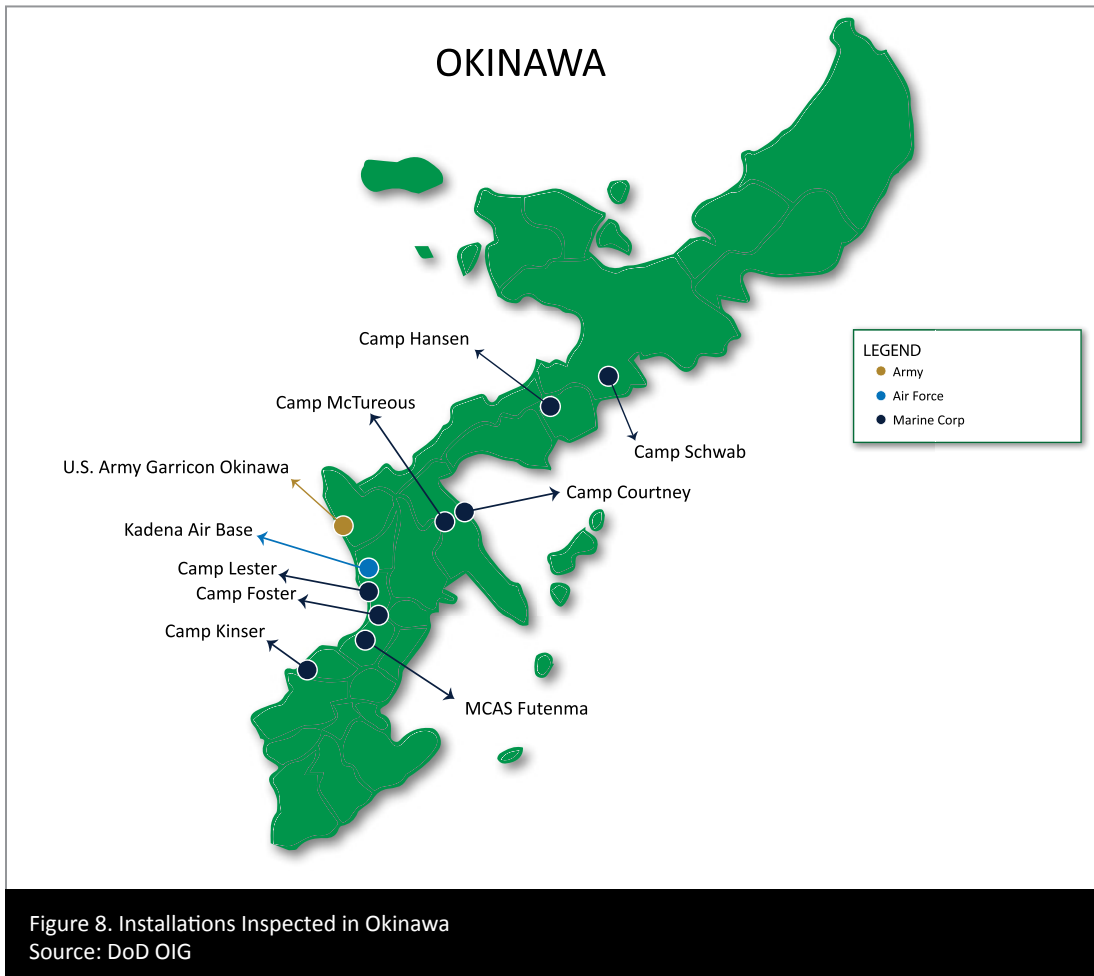 OKINAWA
Camp Hansen
Camp McTureous
U.S. Army Garricon Okinawa
Kadena Air Base
Camp Lester
Camp Foster
Camp Kinser
Camp Schwab
Camp Courtney
MCAS Futenma
LEGEND
Army
Air Force
Marine Corp
Figure 8. Installations Inspected in Okinawa
Source: DoD OIG